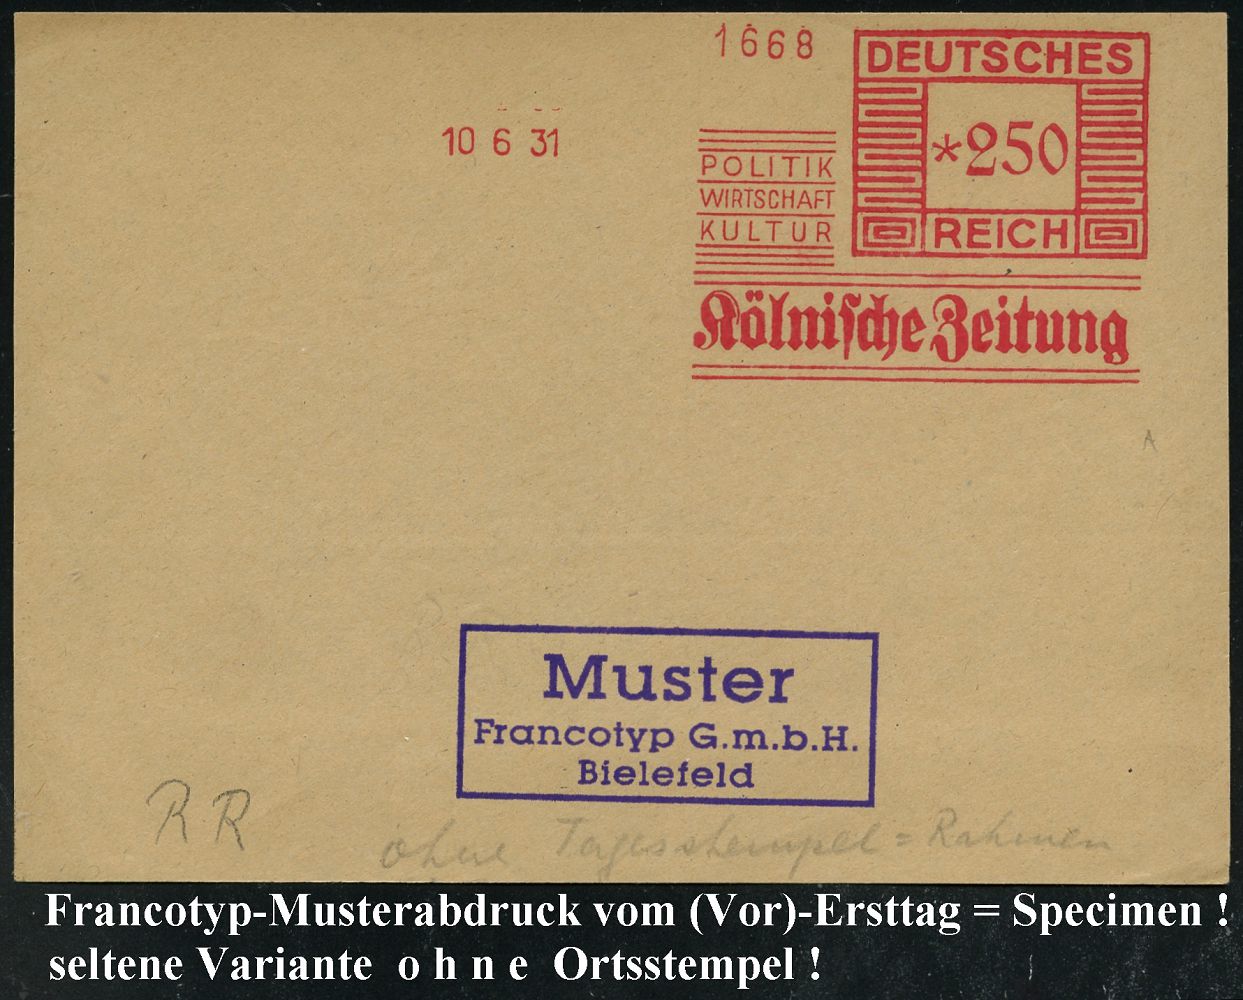 1668
DEUTSCHES
*250
REICH
10 6 31
POLITIK
WIRTSCHAFT
KULTUR
Kölnische Zeitung
A
Muster
Francotyp G.m.b.H.
Bielefeld
R R
ohne Tagesstempel = Rahmen
Francotyp-Musterabdruck vom (Vor)-Ersttag = Specimen !
seltene Variante o h n e Ortsstempel !